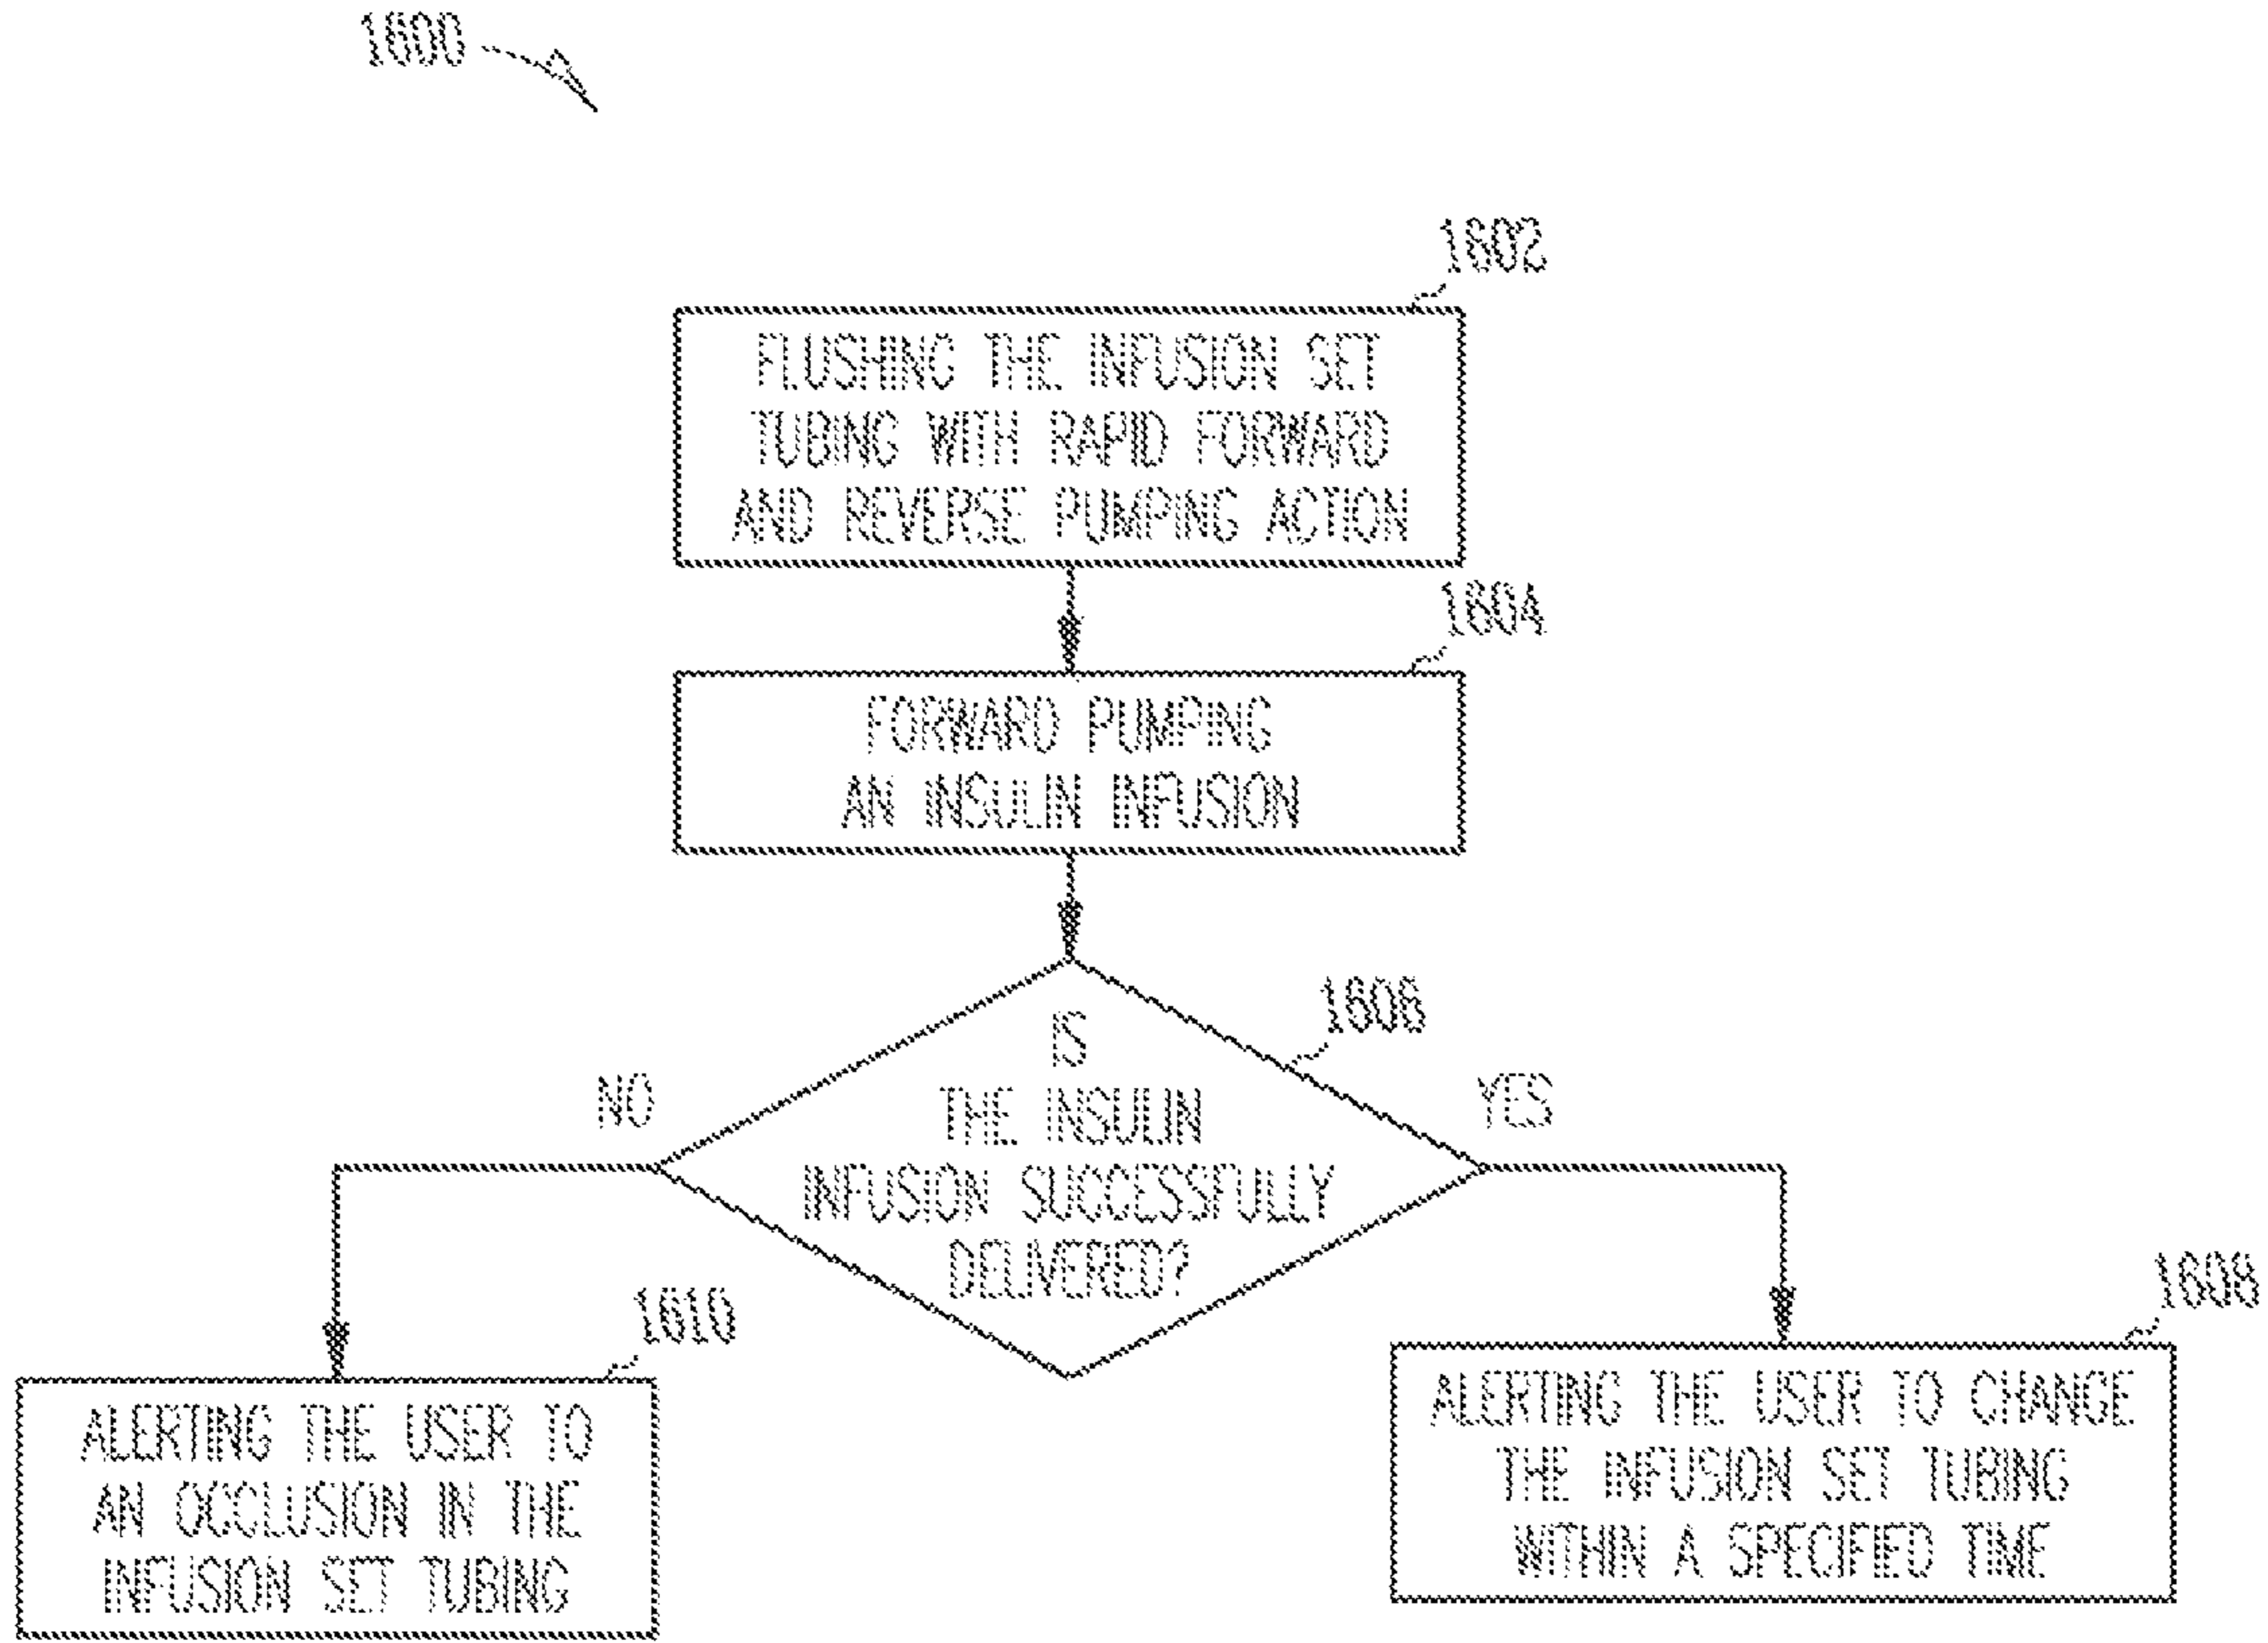 1600
1602
FLUSHING THE INFUSION SET
TUBING WITH RAPID FORWARD
AND REVERSE PUMPING ACTION
1604
FORWARD PUMPING
AN INSULIN INFUSION
1606
IS
THE INSULIN
INFUSION SUCCESSFULLY
DELIVERED?
NO
YES
1610
ALERTING THE USER TO
AN OCCLUSION IN THE
INFUSION SET TUBING
1608
ALERTING THE USER TO CHANGE
THE INFUSION SET TUBING
WITHIN A SPECIFIED TIME